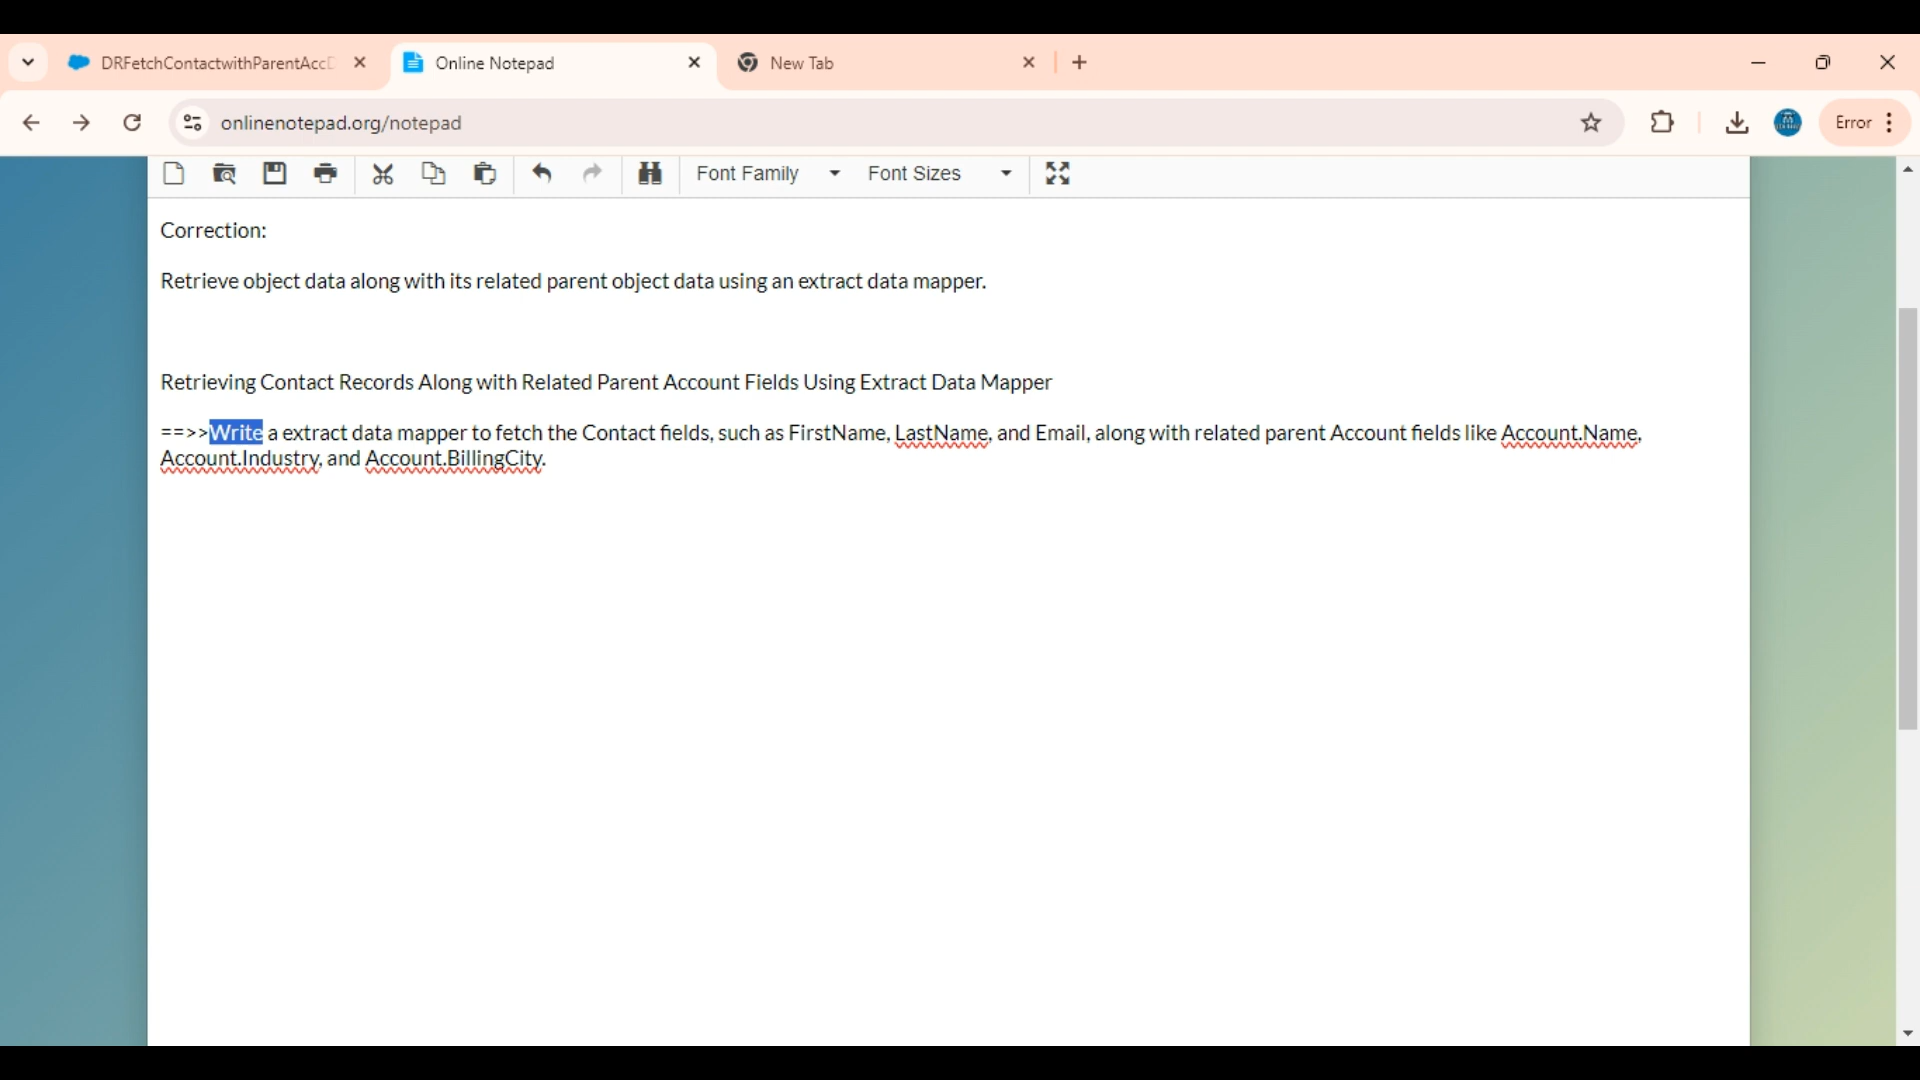 DRFetchContactwithParentAcc
Online Notepad
New Tab
onlinenotepad.org/notepad
Error
Font Family
Font Sizes
Correction:
Retrieve object data along with its related parent object data using an extract data mapper.
Retrieving Contact Records Along with Related Parent Account Fields Using Extract Data Mapper
==>>Write a extract data mapper to fetch the Contact fields, such as FirstName, LastName, and Email, along with related parent Account fields like Account.Name,
Account.Industry, and Account.BillingCity.